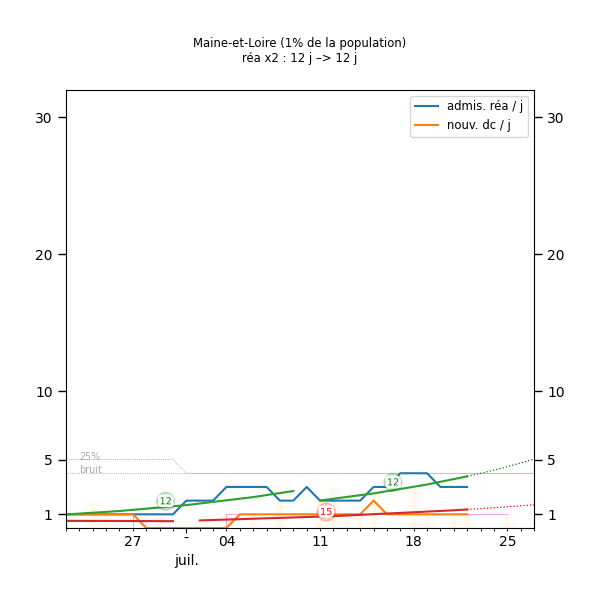 Maine-et-Loire (1% de la population)
réa x2 : 12 j –> 12 j
admis. réa / j
nouv. dc / j
30 30
20 20
10 10
25%
5 5
bruit
12 12
15
1 1
27 - 04 11 18 25
juil.